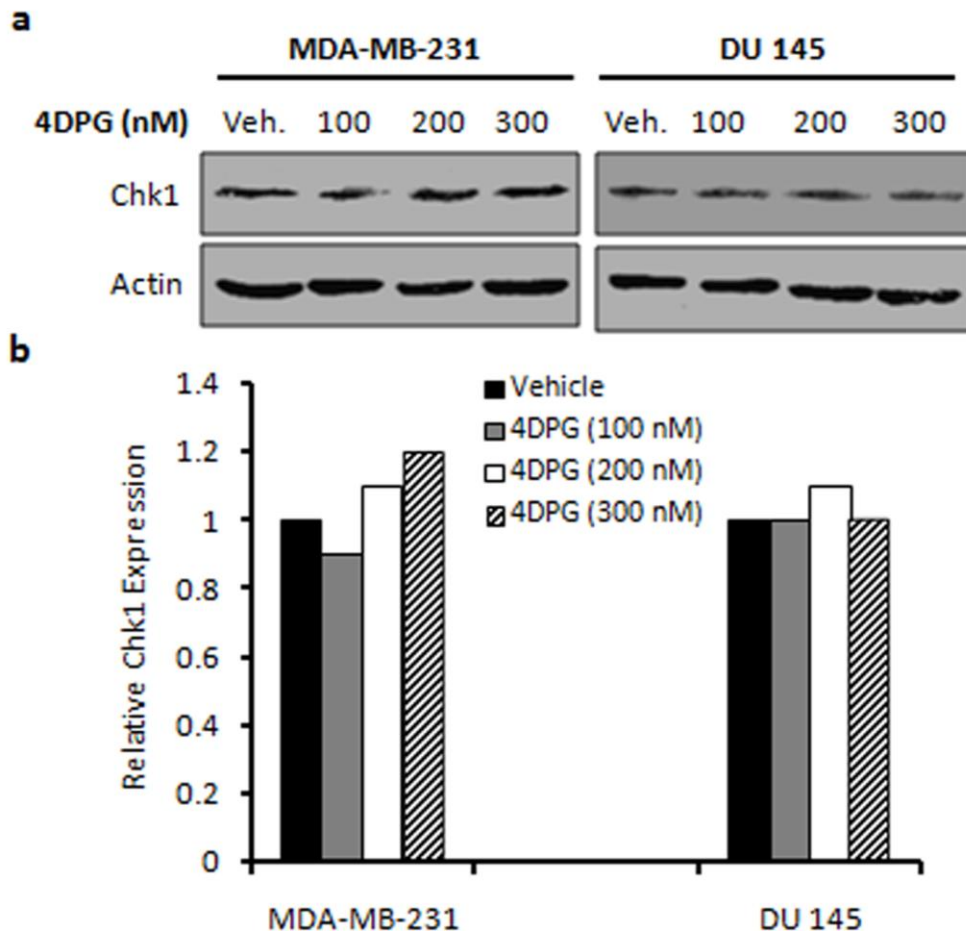 a
MDA-MB-231 DU 145
4DPG (nM) Veh. 100 200 300 Veh. 100 200 300
Chk1
Actin
b
Relative Chk1 Expression
1.4
1.2
1
0.8
0.6
0.4
0.2
0
Vehicle
4DPG (100 nM)
4DPG (200 nM)
4DPG (300 nM)
MDA-MB-231 DU 145